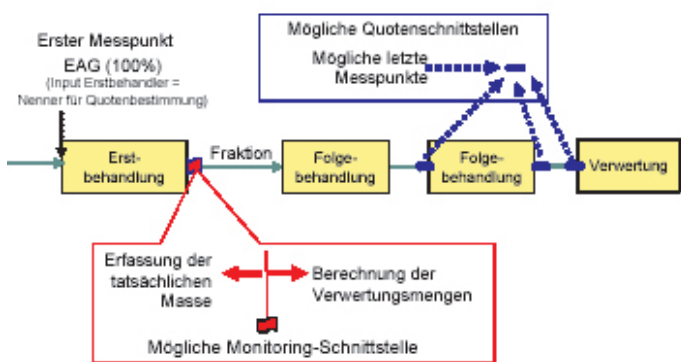 Erster Messpunkt
EAG (100%)
(Input Erstbehandler =
Nenner für Quotenbestimmung)
Mögliche Quotenschnittstellen
Mögliche letzte
Messpunkte
Erst-
behandlung
Fraktion
Folge-
behandlung
Folge-
behandlung
Verwertung
Erfassung der
tatsächlichen
Masse
Berechnung der
Verwertungsmengen
Mögliche Monitoring-Schnittstelle